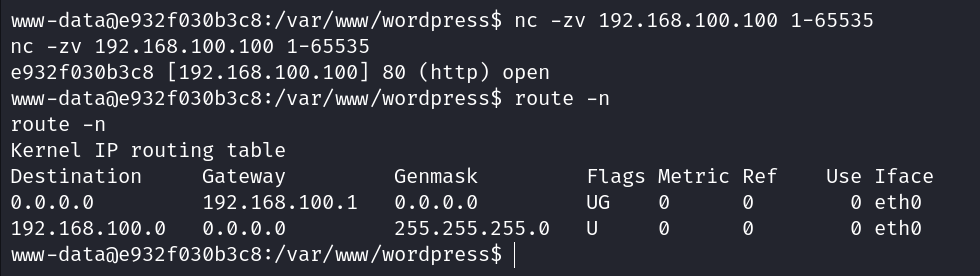 www-data@e932f030b3c8:/var/www/wordpress$ nc -zv 192.168.100.100 1-65535
nc -zv 192.168.100.100 1-65535
e932f030b3c8 [192.168.100.100] 80 (http) open
www-data@e932f030b3c8:/var/www/wordpress$ route -n
route -n
Kernel IP routing table
Destination     Gateway         Genmask         Flags Metric Ref    Use Iface
0.0.0.0         192.168.100.1   0.0.0.0         UG    0      0        0 eth0
192.168.100.0   0.0.0.0         255.255.255.0   U     0      0        0 eth0
www-data@e932f030b3c8:/var/www/wordpress$